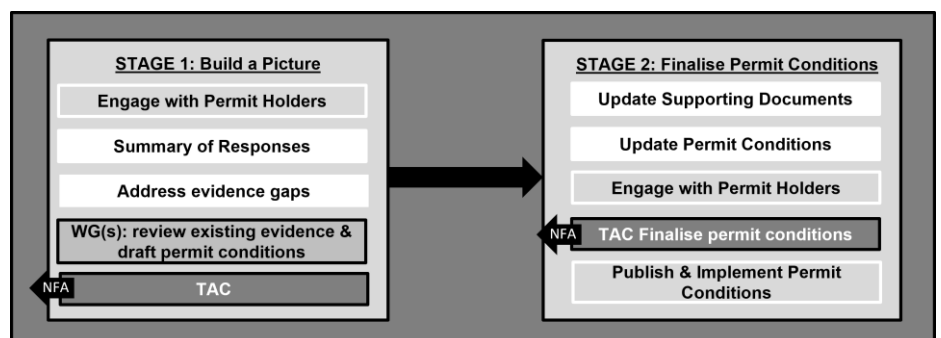 STAGE 1: Build a Picture
Engage with Permit Holders
Summary of Responses
Address evidence gaps
WG(s): review existing evidence &
draft permit conditions
NFA
TAC
STAGE 2: Finalise Permit Conditions
Update Supporting Documents
Update Permit Conditions
Engage with Permit Holders
NFA
TAC Finalise permit conditions
Publish & Implement Permit
Conditions